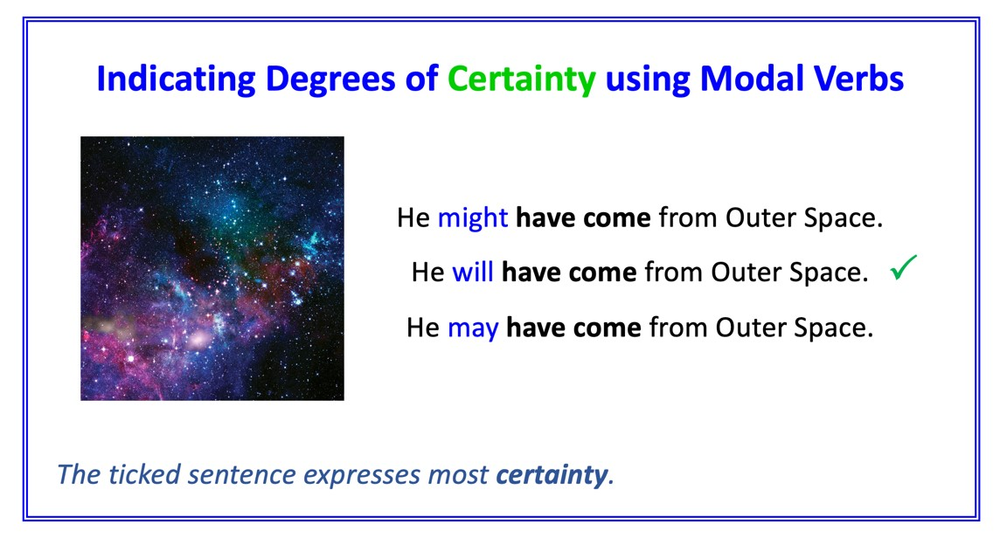 Indicating Degrees of Certainty using Modal Verbs
He might have come from Outer Space.
He will have come from Outer Space. ✓
He may have come from Outer Space.
The ticked sentence expresses most certainty.